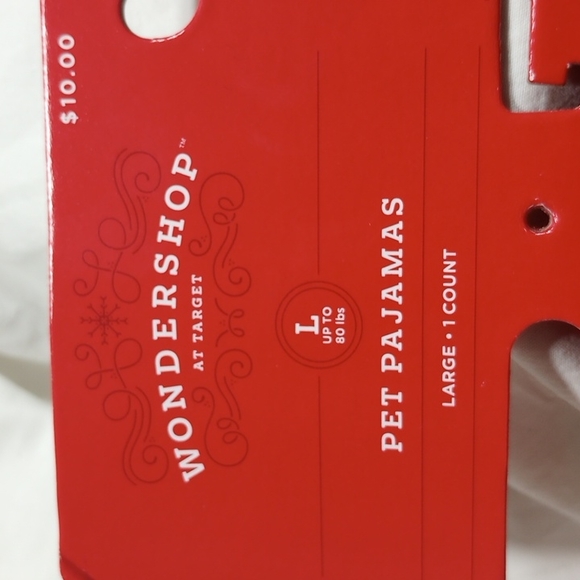 $10.00
WONDERSHOP™
AT TARGET
L
UP TO
80 lbs
PET PAJAMAS
LARGE • 1 COUNT